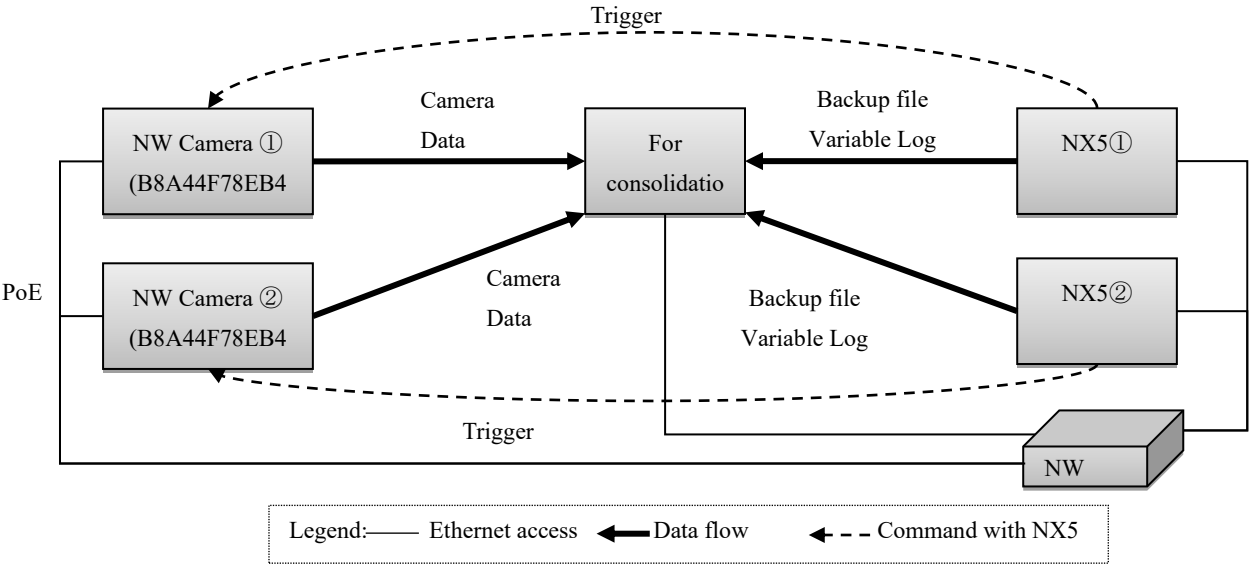 Trigger
Camera
Data
Backup file
Variable Log
NW Camera ①
(B8A44F78EB4
For
consolidatio
NX5①
PoE
NW Camera ②
(B8A44F78EB4
Camera
Data
Backup file
Variable Log
NX5②
Trigger
NW
Legend: Ethernet access Data flow Command with NX5